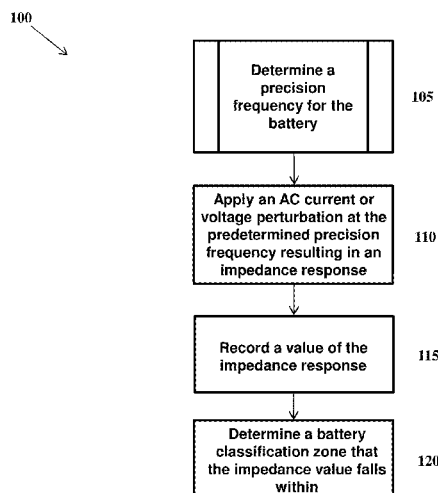 100
Determine a
precision
frequency for the
battery
105
Apply an AC current or
voltage perturbation at the
predetermined precision
frequency resulting in an
impedance response
110
Record a value of the
impedance response
115
Determine a battery
classification zone that
the impedance value falls
within
120